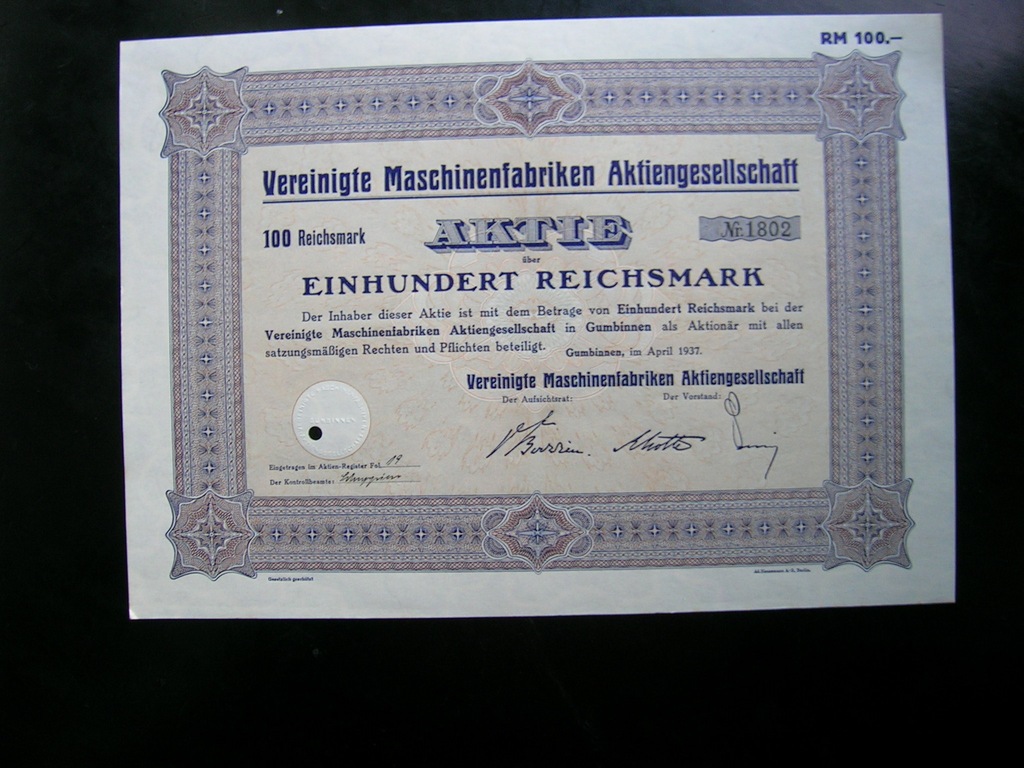 RM 100.—
Vereinigte Maschinenfabriken Aktiengesellschaft
100 Reichsmark
AKTIE
Nr. 1802
über
EINHUNDERT REICHSMARK
Der Inhaber dieser Aktie ist mit dem Betrage von Einhundert Reichsmark bei der
Vereinigte Maschinenfabriken Aktiengesellschaft in Gumbinnen als Aktionär mit allen
satzungsmäßigen Rechten und Pflichten beteiligt.
Gumbinnen, im April 1937.
Vereinigte Maschinenfabriken Aktiengesellschaft
Der Aufsichtsrat:
Der Vorstand:
GUMBINNEN
Eingetragen im Aktien-Register Fol. 19
Der Kontrollbeamte:
Gesetzlich geschützt